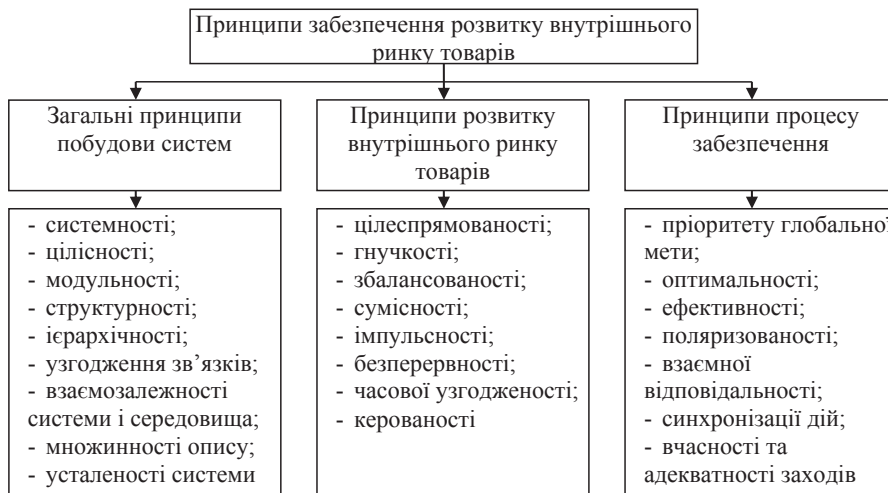 Принципи забезпечення розвитку внутрішнього
ринку товарів
Загальні принципи
побудови систем
Принципи розвитку
внутрішнього ринку
товарів
Принципи процесу
забезпечення
- системності;
- цілісності;
- модульності;
- структурності;
- ієрархічності;
- узгодження зв’язків;
- взаємозалежності
системи і середовища;
- множинності опису;
- усталеності системи
- цілеспрямованості;
- гнучкості;
- збалансованості;
- сумісності;
- імпульсності;
- безперервності;
- часової узгодженості;
- керованості
- пріоритету глобальної
мети;
- оптимальності;
- ефективності;
- поляризованості;
- взаємної
відповідальності;
- синхронізації дій;
- вчасності та
адекватності заходів